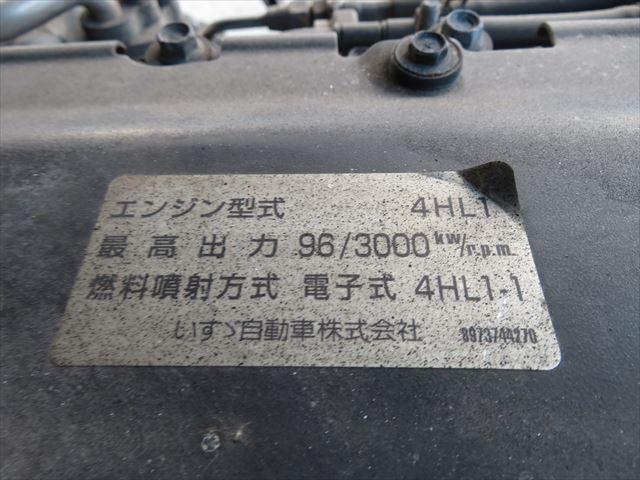 エンジン型式 4HL1
最高出力 96/3000 kw/r.p.m.
燃料噴射方式 電子式 4HL1-1
いすゞ自動車株式会社 8973744270